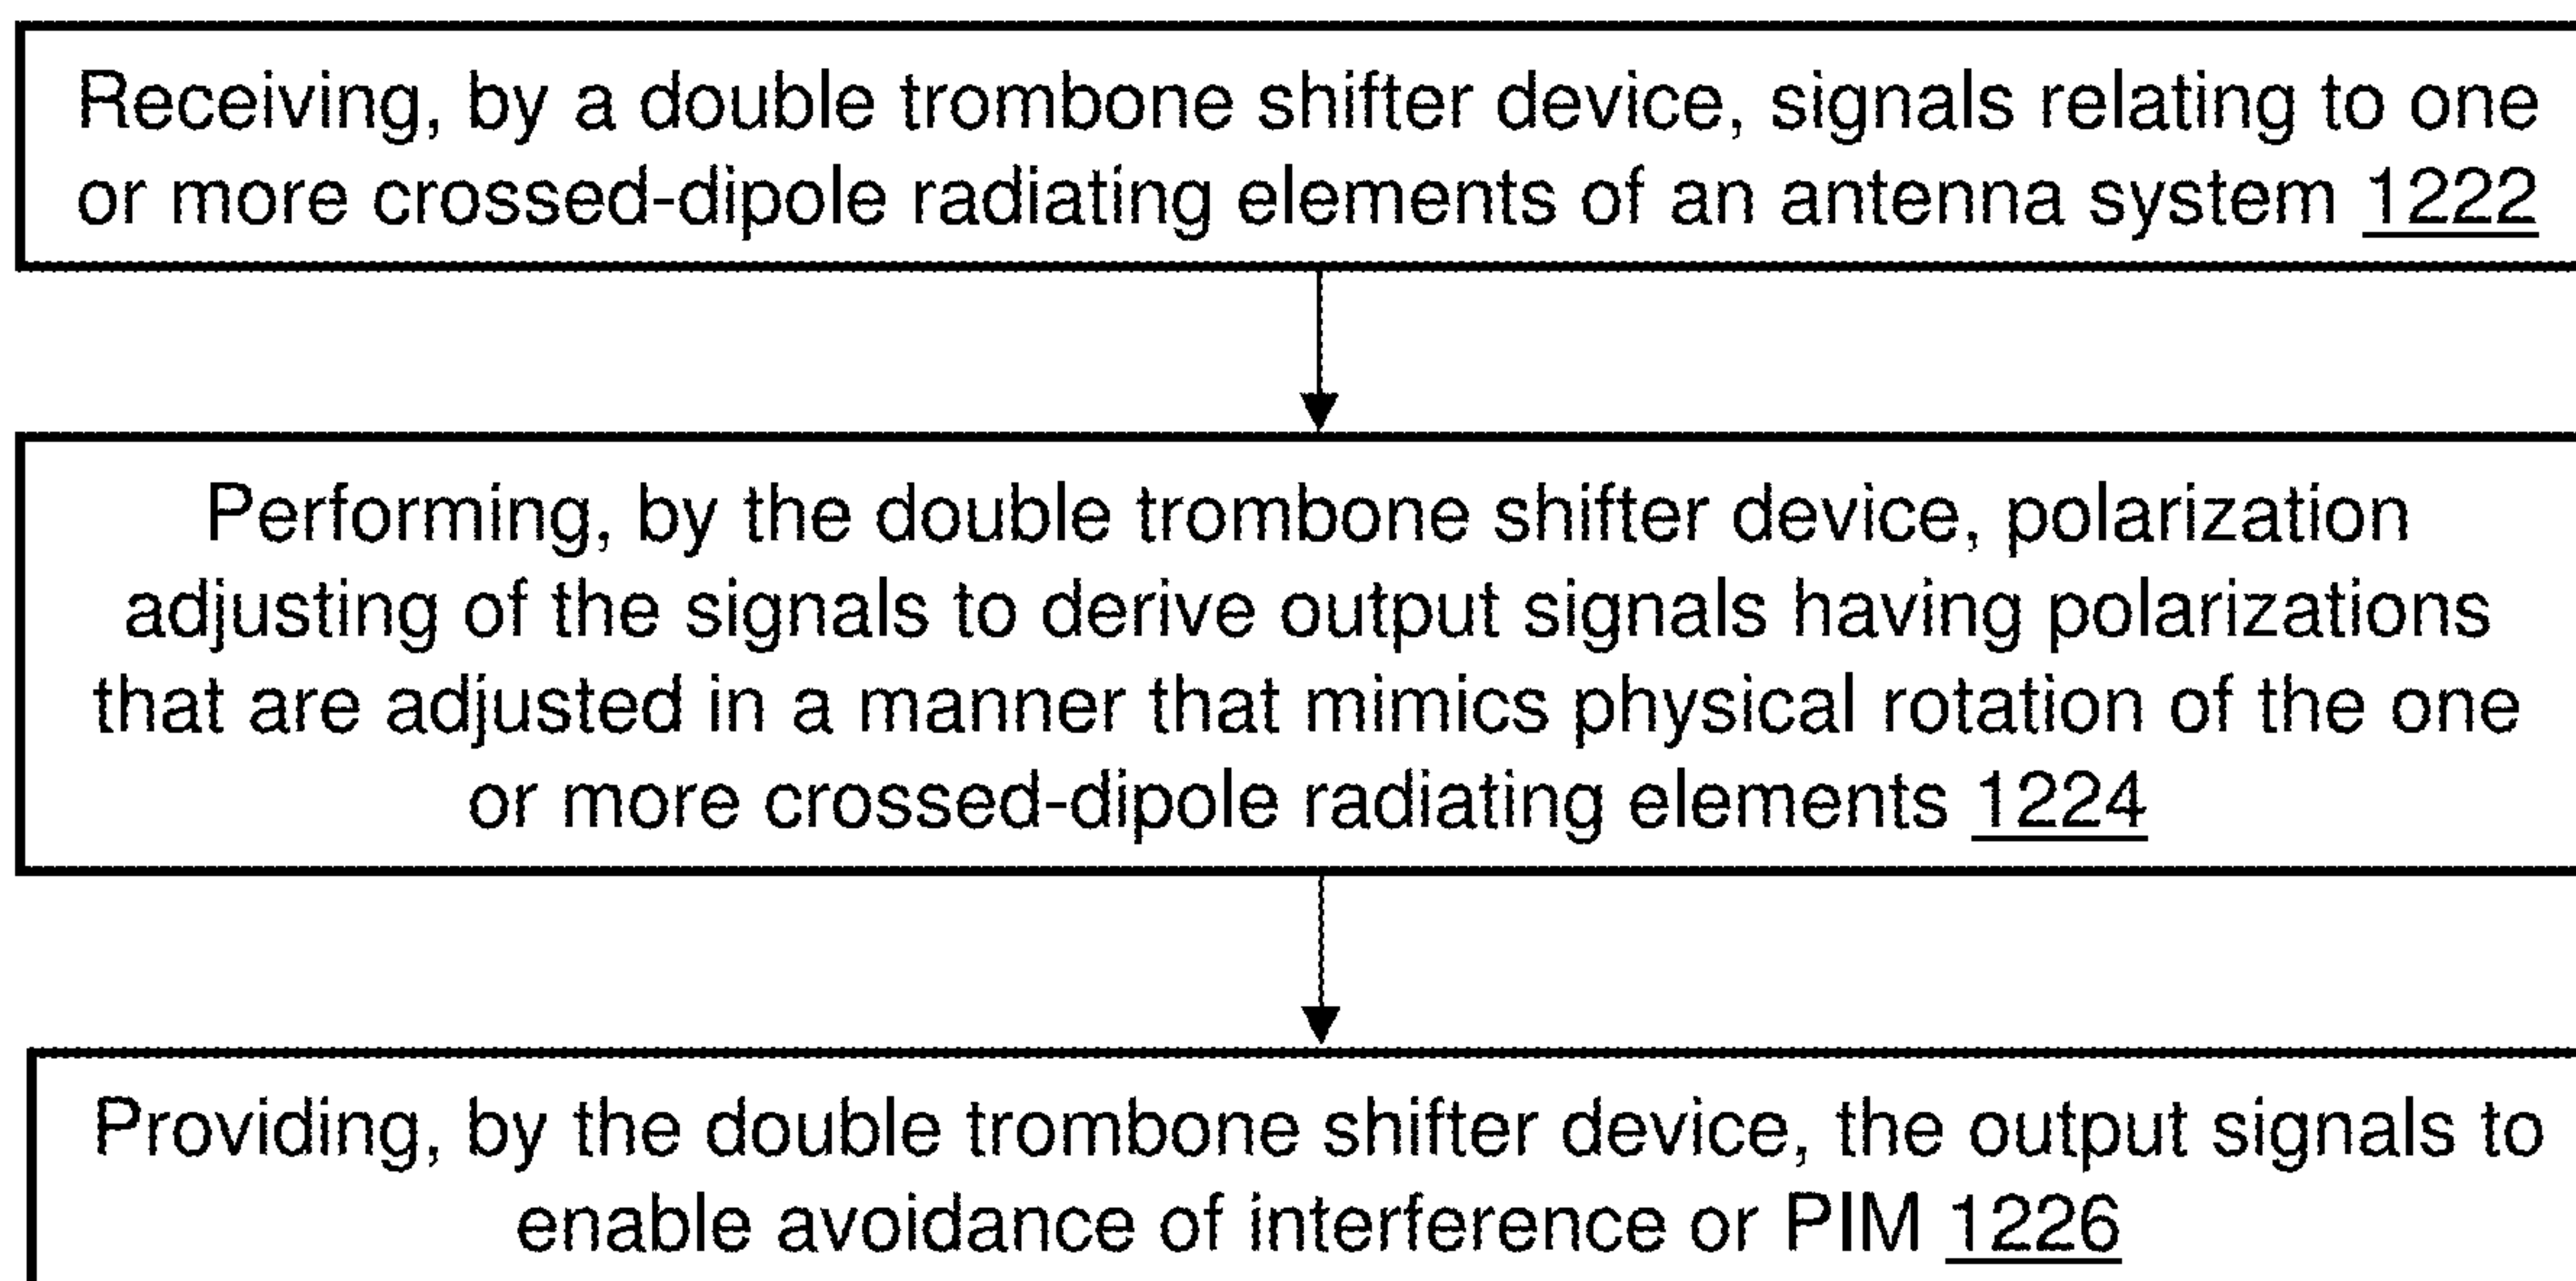 Receiving, by a double trombone shifter device, signals relating to one
or more crossed-dipole radiating elements of an antenna system 1222
Performing, by the double trombone shifter device, polarization
adjusting of the signals to derive output signals having polarizations
that are adjusted in a manner that mimics physical rotation of the one
or more crossed-dipole radiating elements 1224
Providing, by the double trombone shifter device, the output signals to
enable avoidance of interference or PIM 1226